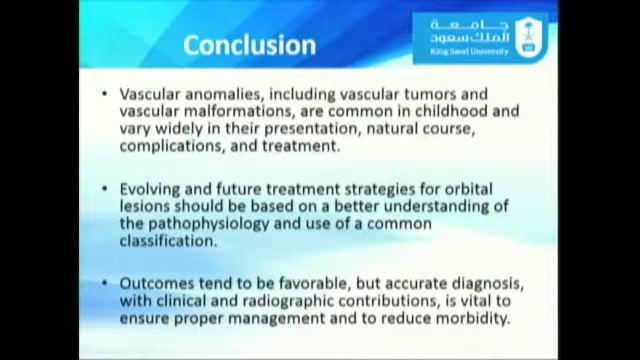 Conclusion
جامعة
الملك سعود
King Saud University
• Vascular anomalies, including vascular tumors and
vascular malformations, are common in childhood and
vary widely in their presentation, natural course,
complications, and treatment.
• Evolving and future treatment strategies for orbital
lesions should be based on a better understanding of
the pathophysiology and use of a common
classification.
• Outcomes tend to be favorable, but accurate diagnosis,
with clinical and radiographic contributions, is vital to
ensure proper management and to reduce morbidity.